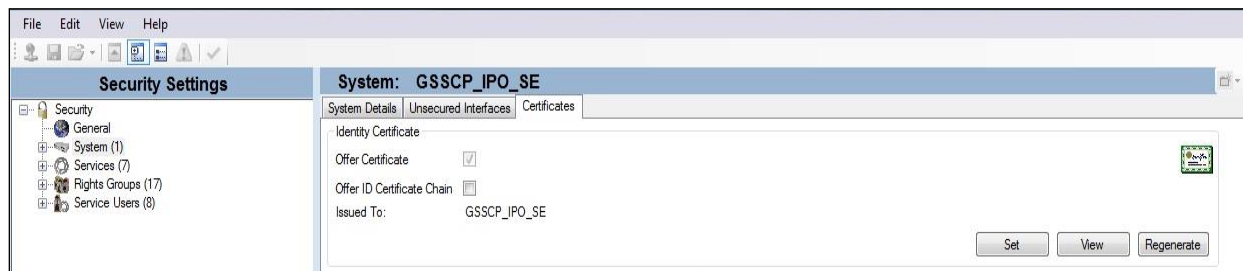 File Edit View Help
Security Settings
System: GSSCP_IPO_SE
Security
General
System (1)
Services (7)
Rights Groups (17)
Service Users (8)
System Details Unsecured Interfaces Certificates
Identity Certificate
Offer Certificate
Offer ID Certificate Chain
Issued To: GSSCP_IPO_SE
Set View Regenerate